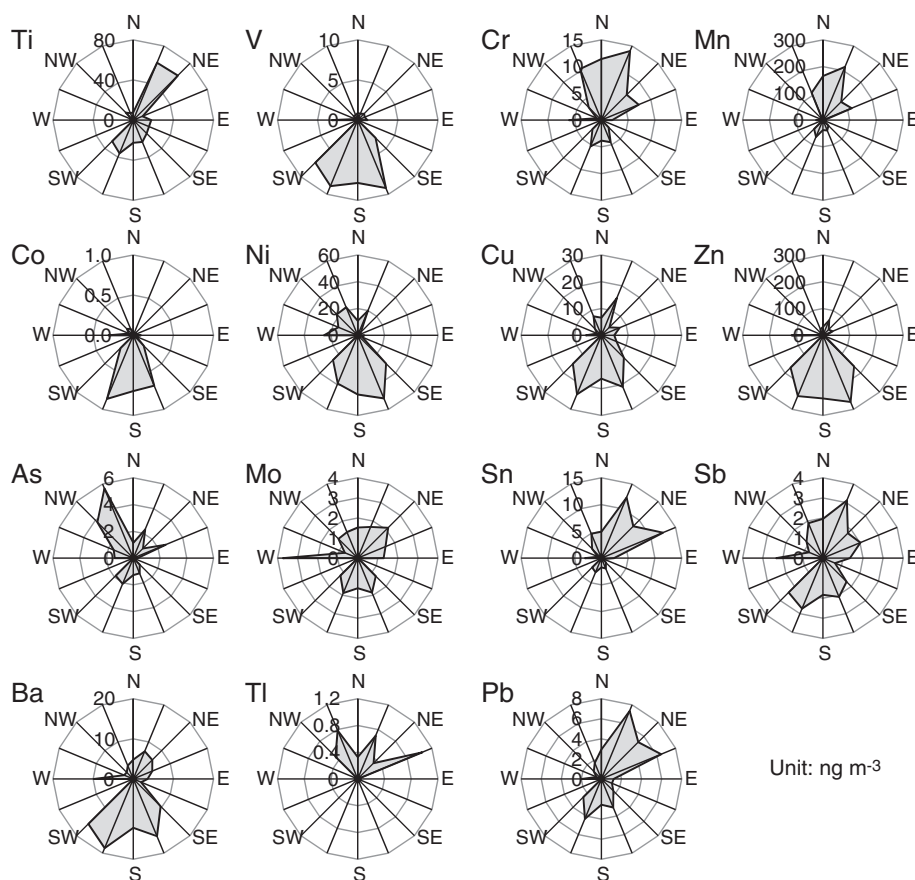 N
Ti 80
NW NE
40
W 0 E
SW SE
S
N
V 10
NW NE
5
W 0 E
SW SE
S
N
Cr 15
NW NE
10
5
W 0 E
SW SE
S
N
Mn 300
NW NE
200
100
W 0 E
SW SE
S
N
Co 1.0
NW NE
0.5
W 0.0 E
SW SE
S
N
Ni 60
NW NE
40
20
W 0 E
SW SE
S
N
Cu 30
NW NE
20
10
W 0 E
SW SE
S
N
Zn 300
NW NE
200
100
W 0 E
SW SE
S
N
As 6
NW NE
4
2
W 0 E
SW SE
S
N
Mo 4
NW NE
3
2
1
W 0 E
SW SE
S
N
Sn 15
NW NE
10
5
W 0 E
SW SE
S
N
Sb 4
NW NE
3
2
1
W 0 E
SW SE
S
N
Ba 20
NW NE
10
W 0 E
SW SE
S
N
Tl 1.2
NW NE
0.8
0.4
W 0 E
SW SE
S
N
Pb 8
NW NE
6
4
2
W 0 E
SW SE
S
Unit: ng m-3